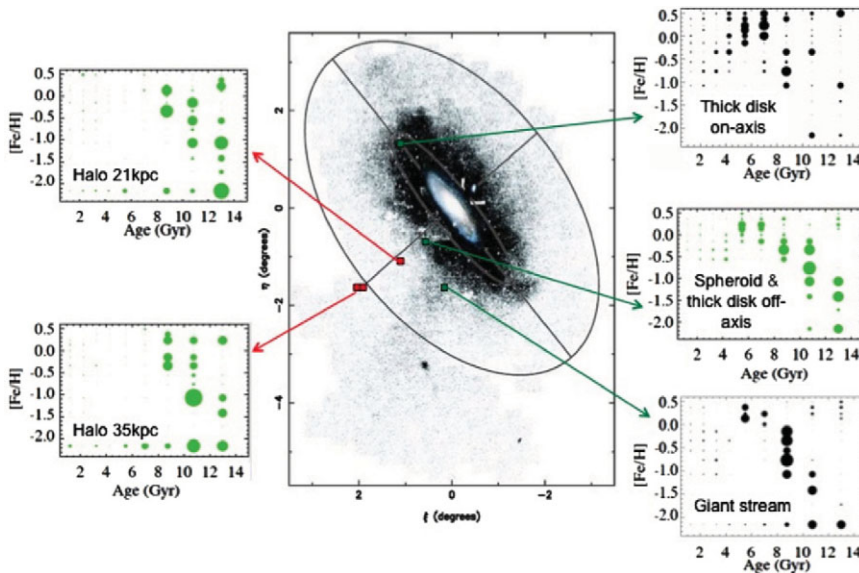 0.5
0.0
-0.5
-1.0
-1.5
-2.0
[Fe/H]
Halo 21kpc
2 4 6 8 10 12 14
Age (Gyr)
0.5
0.0
-0.5
-1.0
-1.5
-2.0
[Fe/H]
Halo 35kpc
2 4 6 8 10 12 14
Age (Gyr)
2
0
-2
-4
η (degrees)
2 0 -2
ξ (degrees)
0.5
0.0
-0.5
-1.0
-2.0
[Fe/H]
Thick disk
on-axis
2 4 6 8 10 12 14
Age (Gyr)
0.5
0.0
-0.5
-1.0
-1.5
-2.0
[Fe/H]
Spheroid &
thick disk off-
axis
2 4 6 8 10 12 14
Age (Gyr)
0.5
0.0
-0.5
-1.0
-1.5
-2.0
[Fe/H]
Giant stream
2 4 6 8 10 12 14
Age (Gyr)